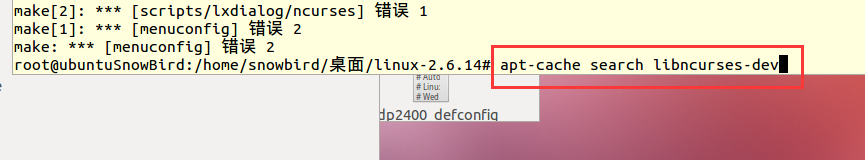 make[2]: *** [scripts/lxdialog/ncurses] 错误 1
make[1]: *** [menuconfig] 错误 2
make: *** [menuconfig] 错误 2
root@ubuntuSnowBird:/home/snowbird/桌面/linux-2.6.14# apt-cache search libncurses-dev
# Auto
# Linu:
# Wed
dp2400_defconfig